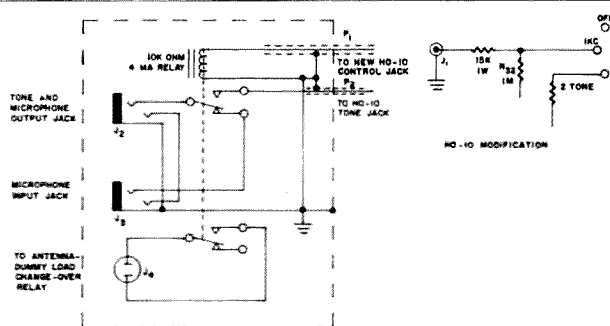 10K OHM
4 MA RELAY
P1
TO NEW HO-10
CONTROL JACK
P2
TO HO-10
TONE JACK
TONE AND
MICROPHONE
OUTPUT JACK
J2
MICROPHONE
INPUT JACK
J3
TO ANTENNA-
DUMMY LOAD
CHANGE-OVER
RELAY
J4
J1
15K
1W
R32
1M
1KC
OFF
2 TONE
HO-10 MODIFICATION